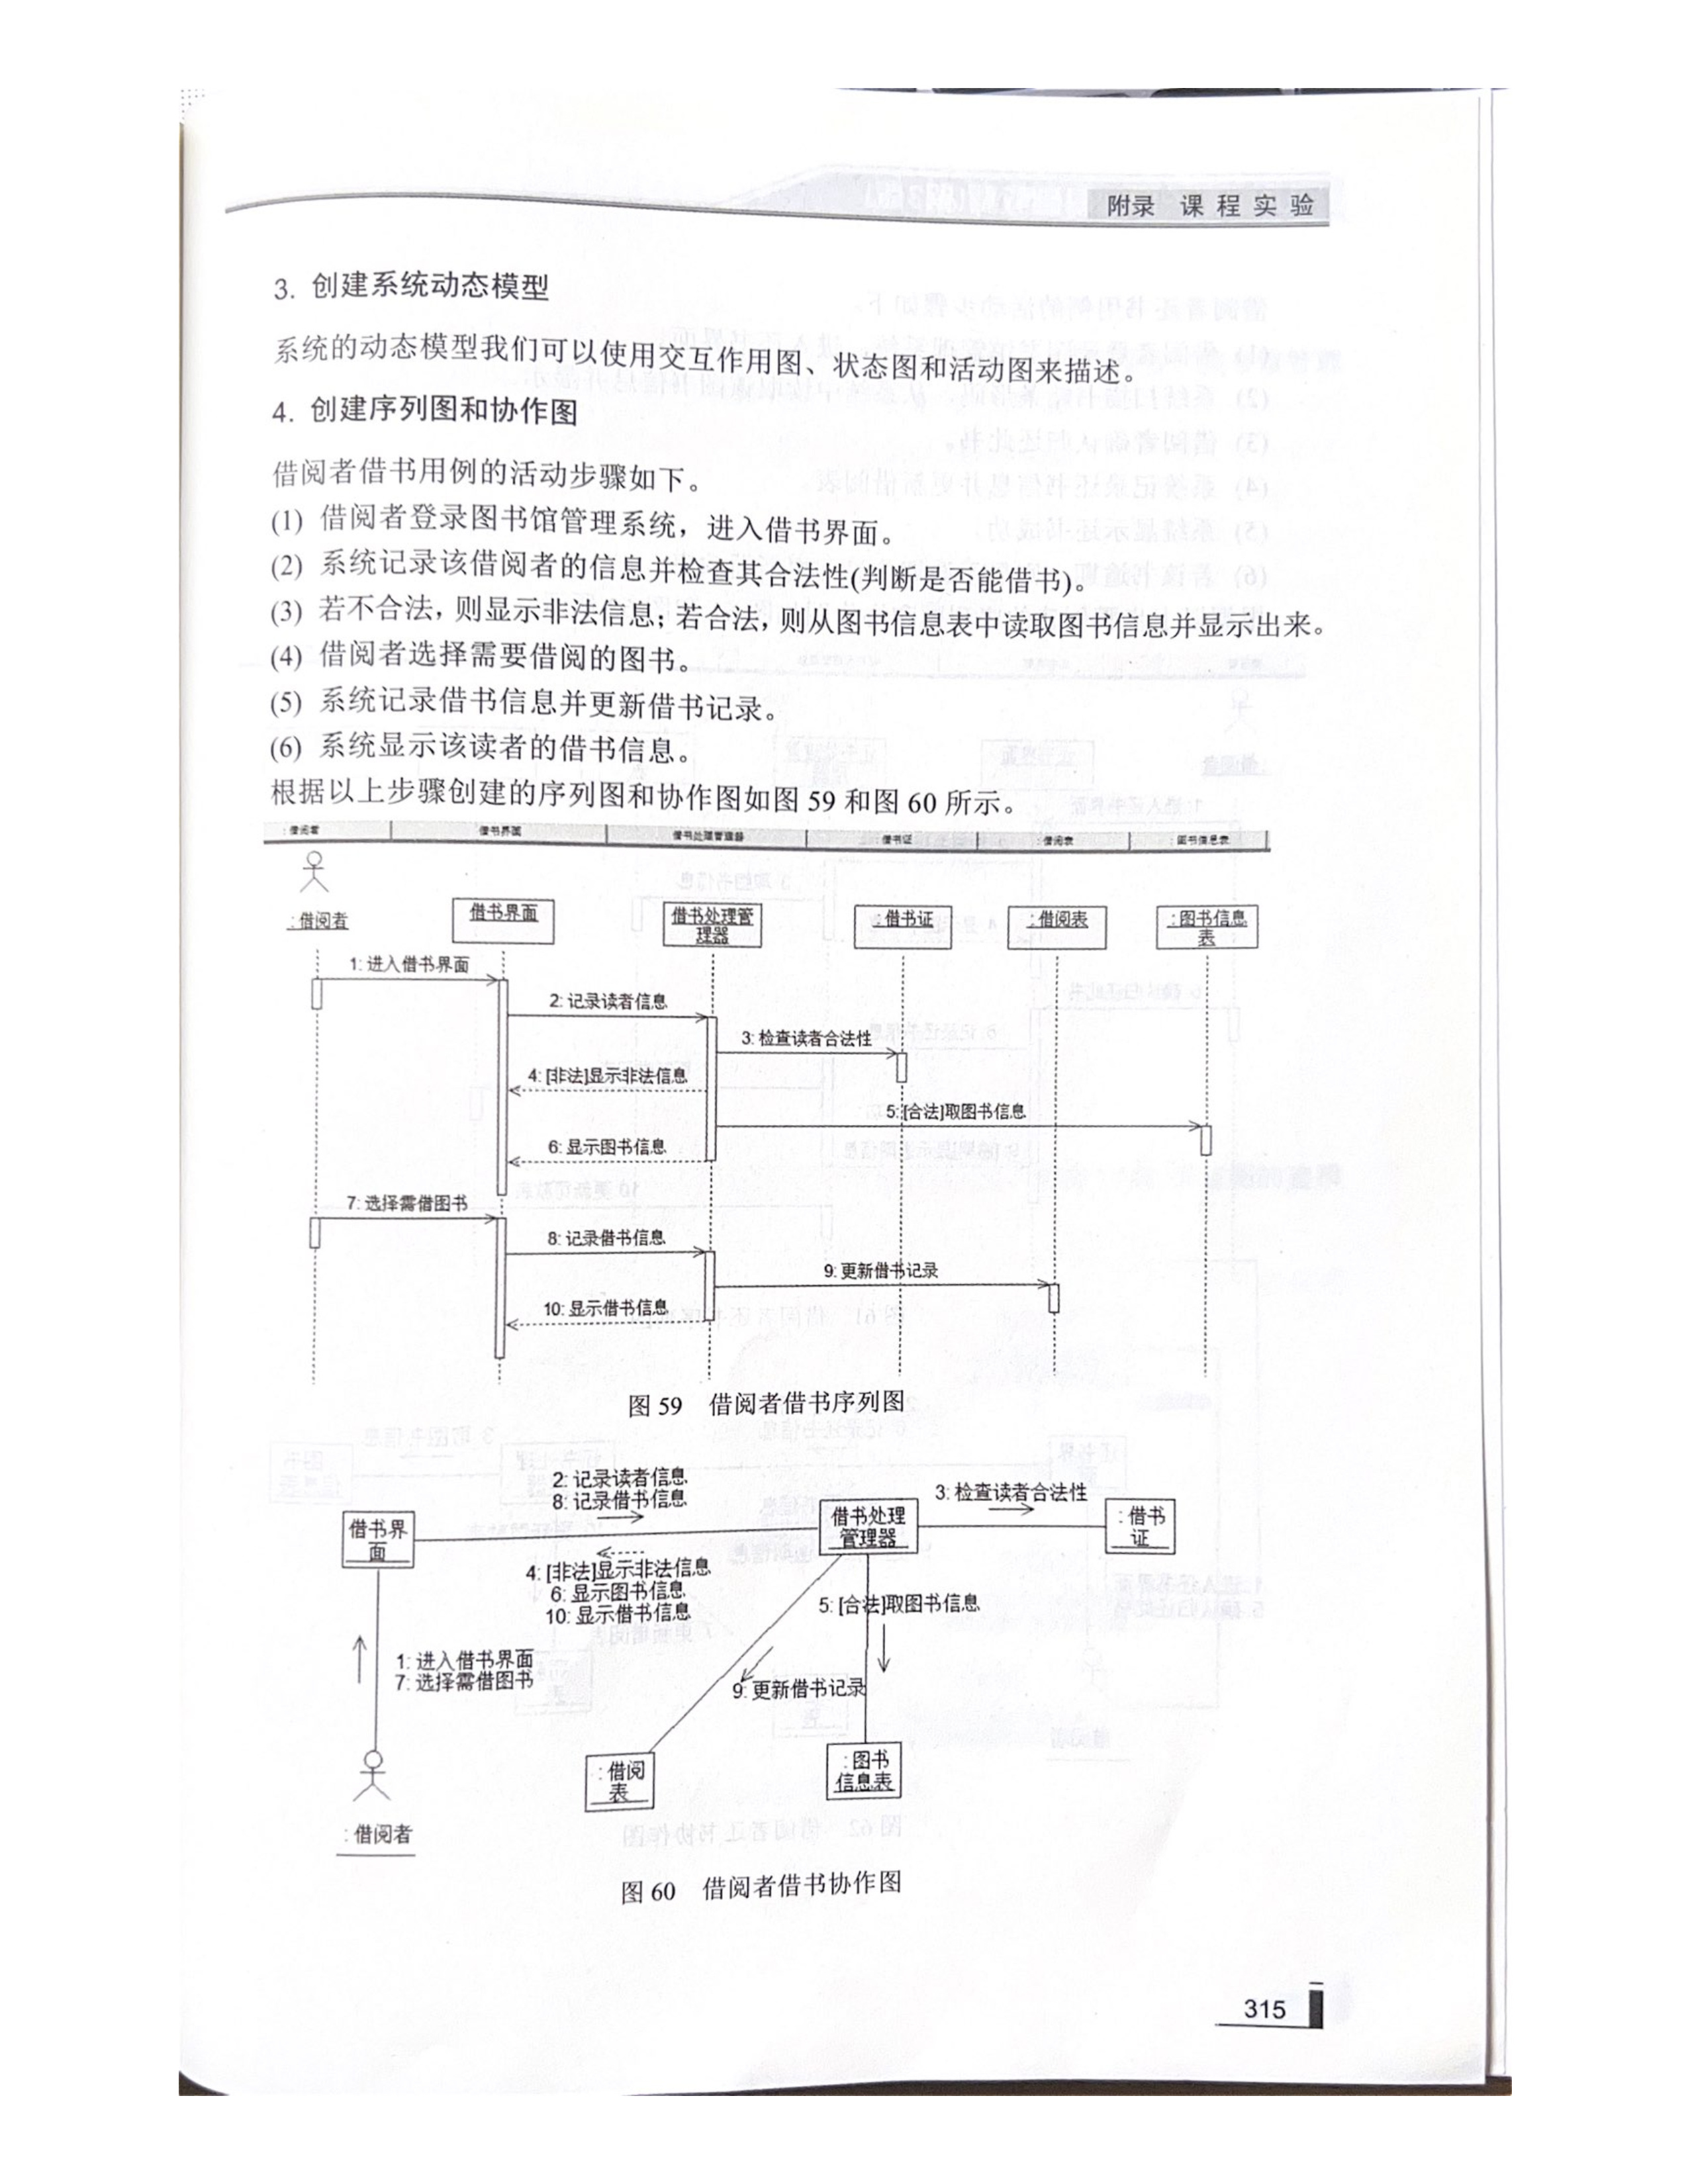 附录 课程实验
3. 创建系统动态模型
系统的动态模型我们可以使用交互作用图、状态图和活动图来描述。
4. 创建序列图和协作图
借阅者借书用例的活动步骤如下。
(1) 借阅者登录图书馆管理系统，进入借书界面。
(2) 系统记录该借阅者的信息并检查其合法性(判断是否能借书)。
(3) 若不合法，则显示非法信息；若合法，则从图书信息表中读取图书信息并显示出来。
(4) 借阅者选择需要借阅的图书。
(5) 系统记录借书信息并更新借书记录。
(6) 系统显示该读者的借书信息。
根据以上步骤创建的序列图和协作图如图 59 和图 60 所示。
: 借阅者 借书界面 借书处理管理器 : 借书证 : 借阅表 : 图书信息表
: 借阅者
借书界面
借书处理管
理器
: 借书证
: 借阅表
: 图书信息
表
1: 进入借书界面
2: 记录读者信息
3: 检查读者合法性
4: [非法]显示非法信息
5: [合法]取图书信息
6: 显示图书信息
7: 选择需借图书
8: 记录借书信息
9: 更新借书记录
10: 显示借书信息
图 59 借阅者借书序列图
2: 记录读者信息
8: 记录借书信息
3: 检查读者合法性
借书界
面
借书处理
管理器
: 借书
证
4: [非法]显示非法信息
6: 显示图书信息
10: 显示借书信息
5: [合法]取图书信息
1: 进入借书界面
7: 选择需借图书
9: 更新借书记录
: 借阅
表
: 图书
信息表
: 借阅者
图 60 借阅者借书协作图
315